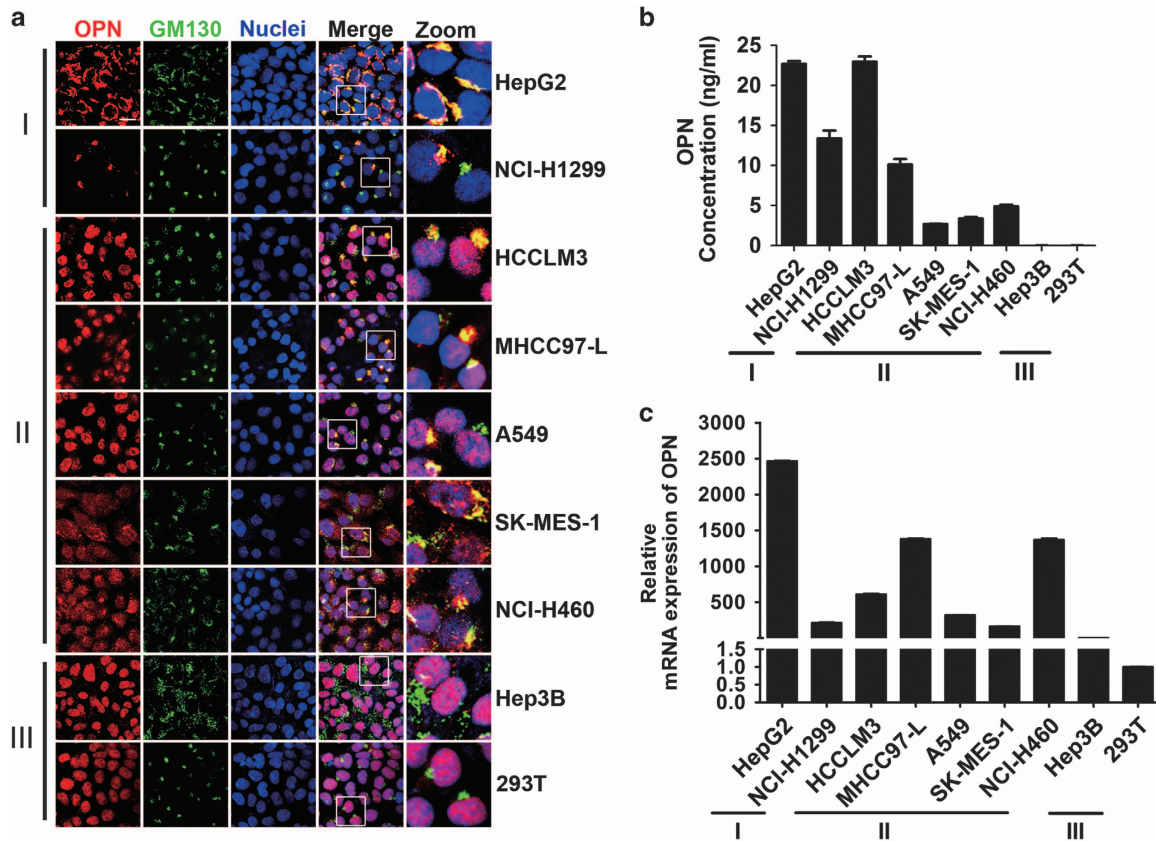 a
OPN GM130 Nuclei Merge Zoom
I
HepG2
NCI-H1299
II
HCCLM3
MHCC97-L
A549
SK-MES-1
NCI-H460
III
Hep3B
293T
b
OPN
Concentration (ng/ml)
25
20
15
10
5
0
HepG2 NCI-H1299 HCCLM3 MHCC97-L A549 SK-MES-1 NCI-H460 Hep3B 293T
I II III
c
Relative
mRNA expression of OPN
3000
2500
2000
1500
1000
500
1.5
1.0
0.5
0.0
HepG2 NCI-H1299 HCCLM3 MHCC97-L A549 SK-MES-1 NCI-H460 Hep3B 293T
I II III